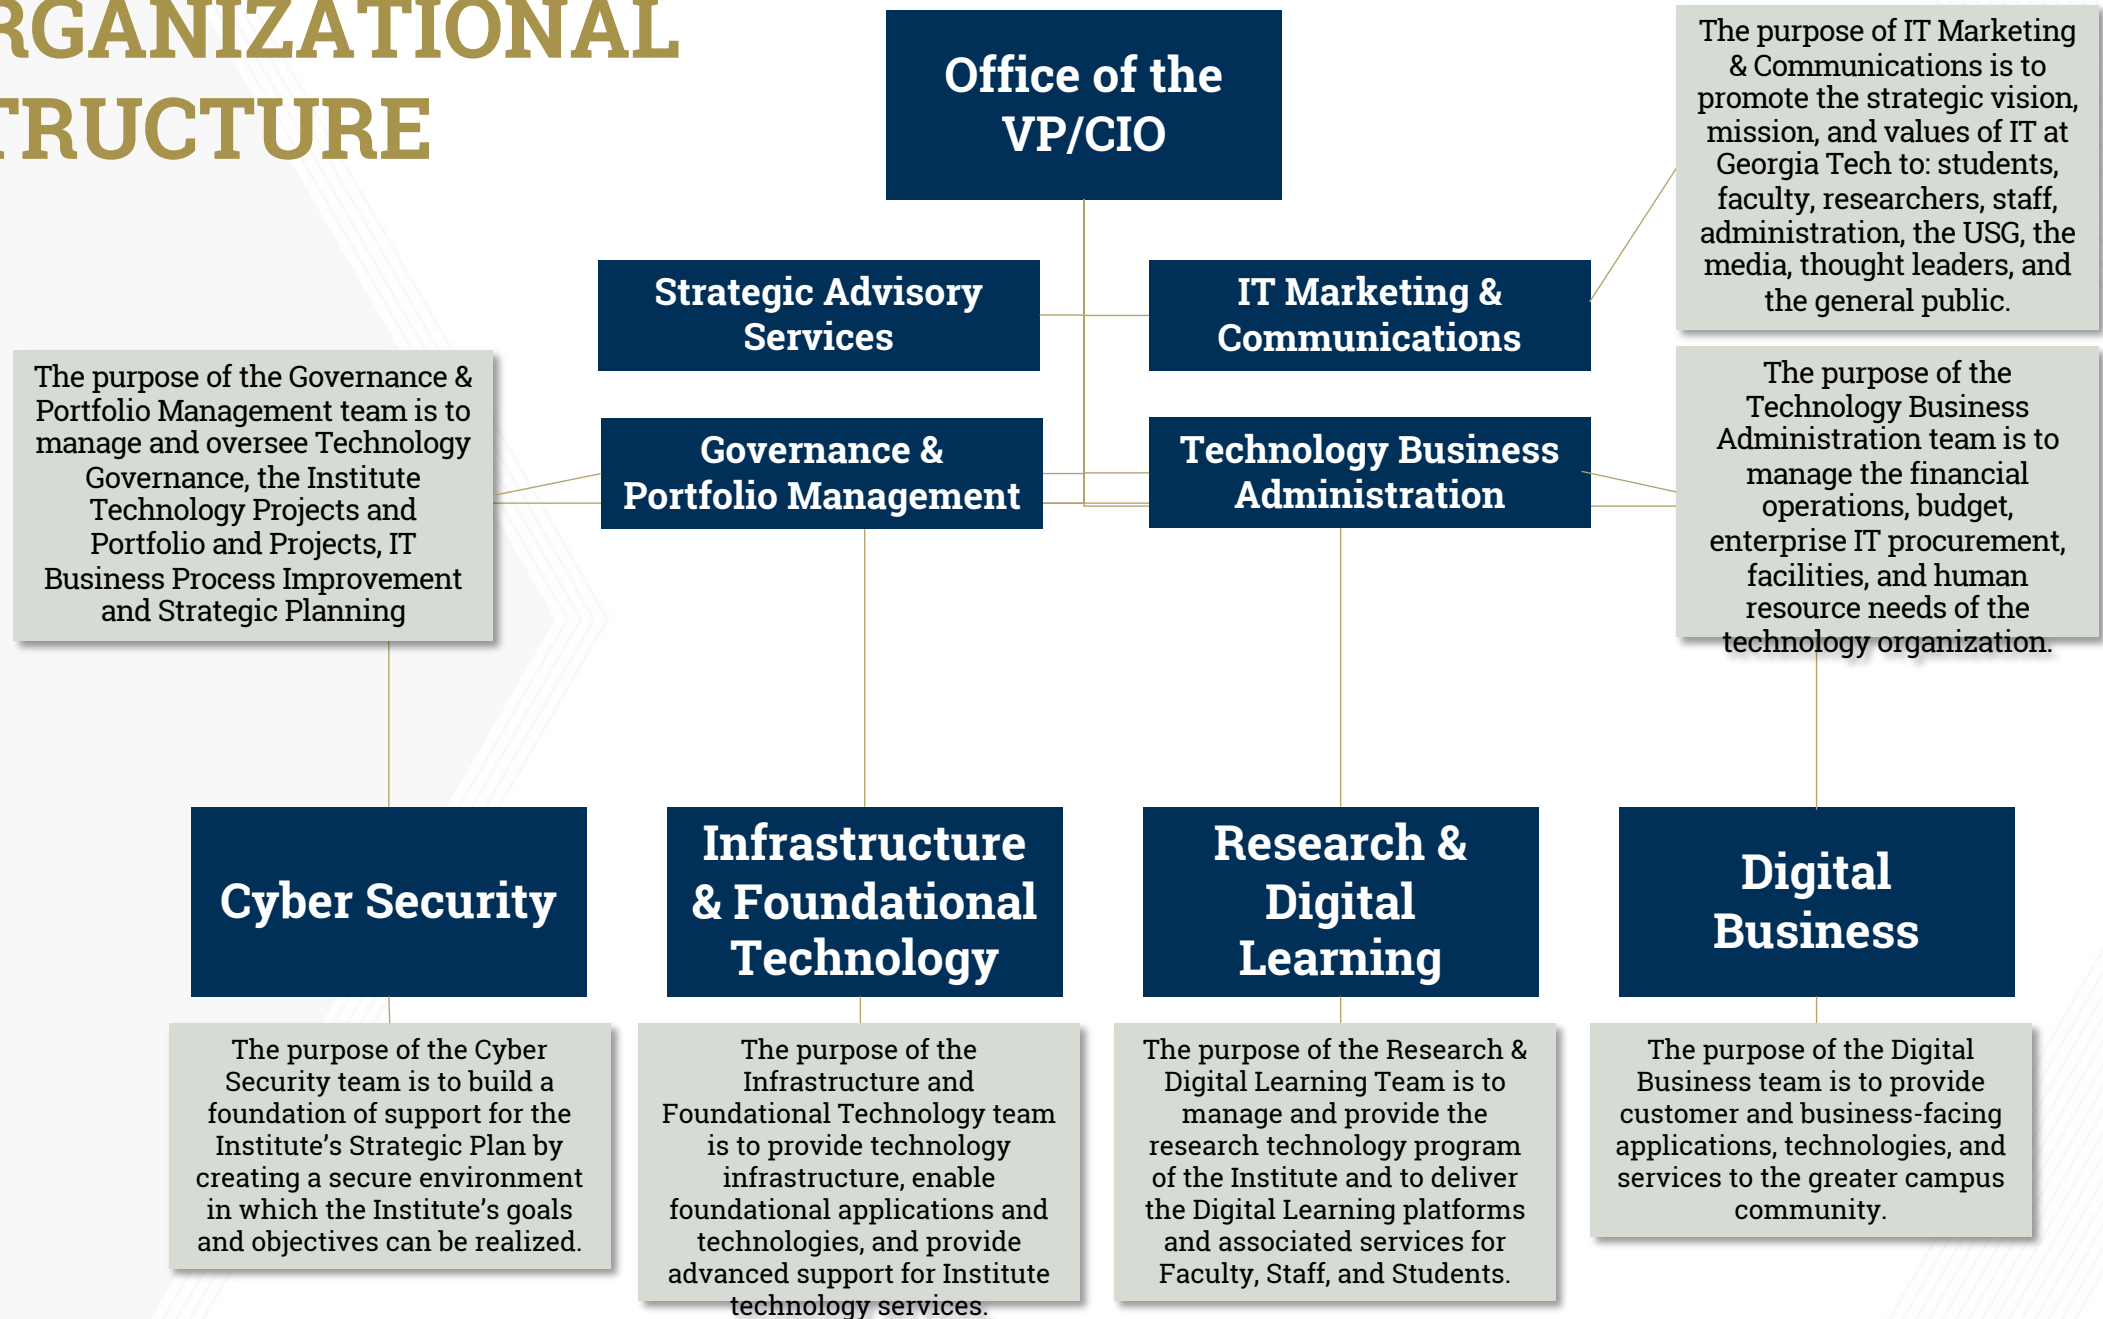 RGANIZATIONAL
TRUCTURE
Office of the
VP/CIO
The purpose of IT Marketing
& Communications is to
promote the strategic vision,
mission, and values of IT at
Georgia Tech to: students,
faculty, researchers, staff,
administration, the USG, the
media, thought leaders, and
the general public.
Strategic Advisory
Services
IT Marketing &
Communications
The purpose of the Governance &
Portfolio Management team is to
manage and oversee Technology
Governance, the Institute
Technology Projects and
Portfolio and Projects, IT
Business Process Improvement
and Strategic Planning
Governance &
Portfolio Management
Technology Business
Administration
The purpose of the
Technology Business
Administration team is to
manage the financial
operations, budget,
enterprise IT procurement,
facilities, and human
resource needs of the
technology organization.
Cyber Security
Infrastructure
& Foundational
Technology
Research &
Digital
Learning
Digital
Business
The purpose of the Cyber
Security team is to build a
foundation of support for the
Institute’s Strategic Plan by
creating a secure environment
in which the Institute’s goals
and objectives can be realized.
The purpose of the
Infrastructure and
Foundational Technology team
is to provide technology
infrastructure, enable
foundational applications and
technologies, and provide
advanced support for Institute
technology services.
The purpose of the Research &
Digital Learning Team is to
manage and provide the
research technology program
of the Institute and to deliver
the Digital Learning platforms
and associated services for
Faculty, Staff, and Students.
The purpose of the Digital
Business team is to provide
customer and business-facing
applications, technologies, and
services to the greater campus
community.